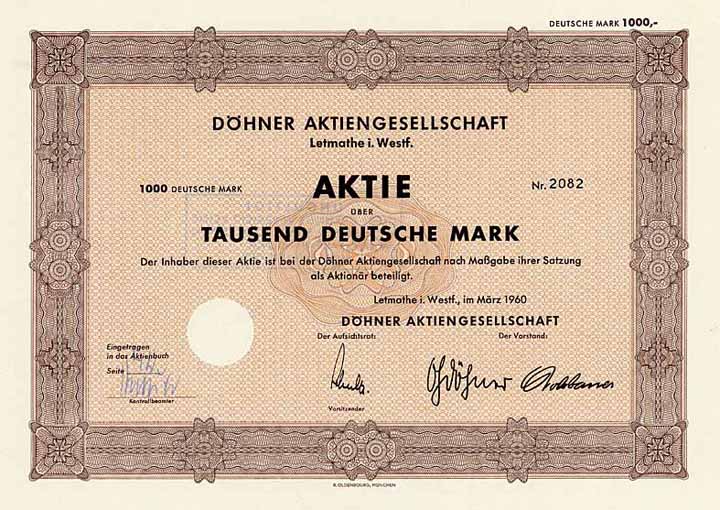 DEUTSCHE MARK 1000,-
DÖHNER AKTIENGESELLSCHAFT
Letmathe i. Westf.
1000 DEUTSCHE MARK
AKTIE
Nr. 2082
ÜBER
TAUSEND DEUTSCHE MARK
Der Inhaber dieser Aktie ist bei der Döhner Aktiengesellschaft nach Maßgabe ihrer Satzung
als Aktionär beteiligt.
Letmathe i. Westf., im März 1960
DÖHNER AKTIENGESELLSCHAFT
Der Aufsichtsrat:
Der Vorstand:
Eingetragen
in das Aktienbuch
Seite
Kontrollbeamter
Vorsitzender
Döhner
R. OLDENBOURG, MÜNCHEN